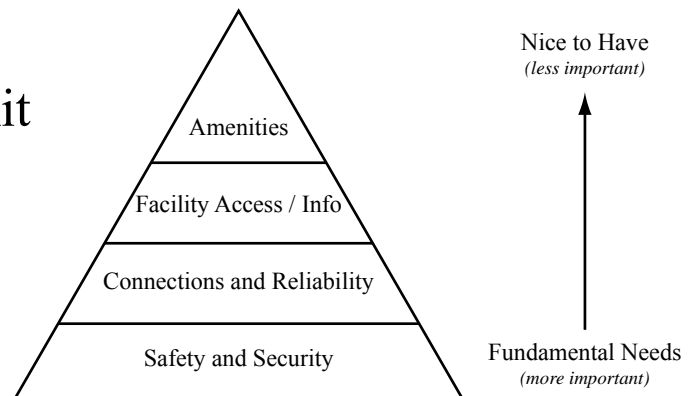 Nice to Have
(less important)
Amenities
Facility Access / Info
Connections and Reliability
Safety and Security
Fundamental Needs
(more important)